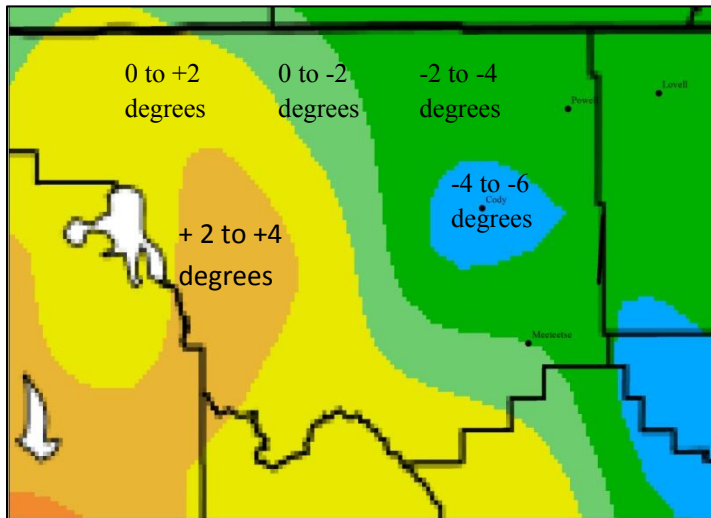 0 to +2
degrees
0 to -2
degrees
-2 to -4
degrees
Powell
Lovell
-4 to -6
Cody
degrees
+ 2 to +4
degrees
Meeteetse